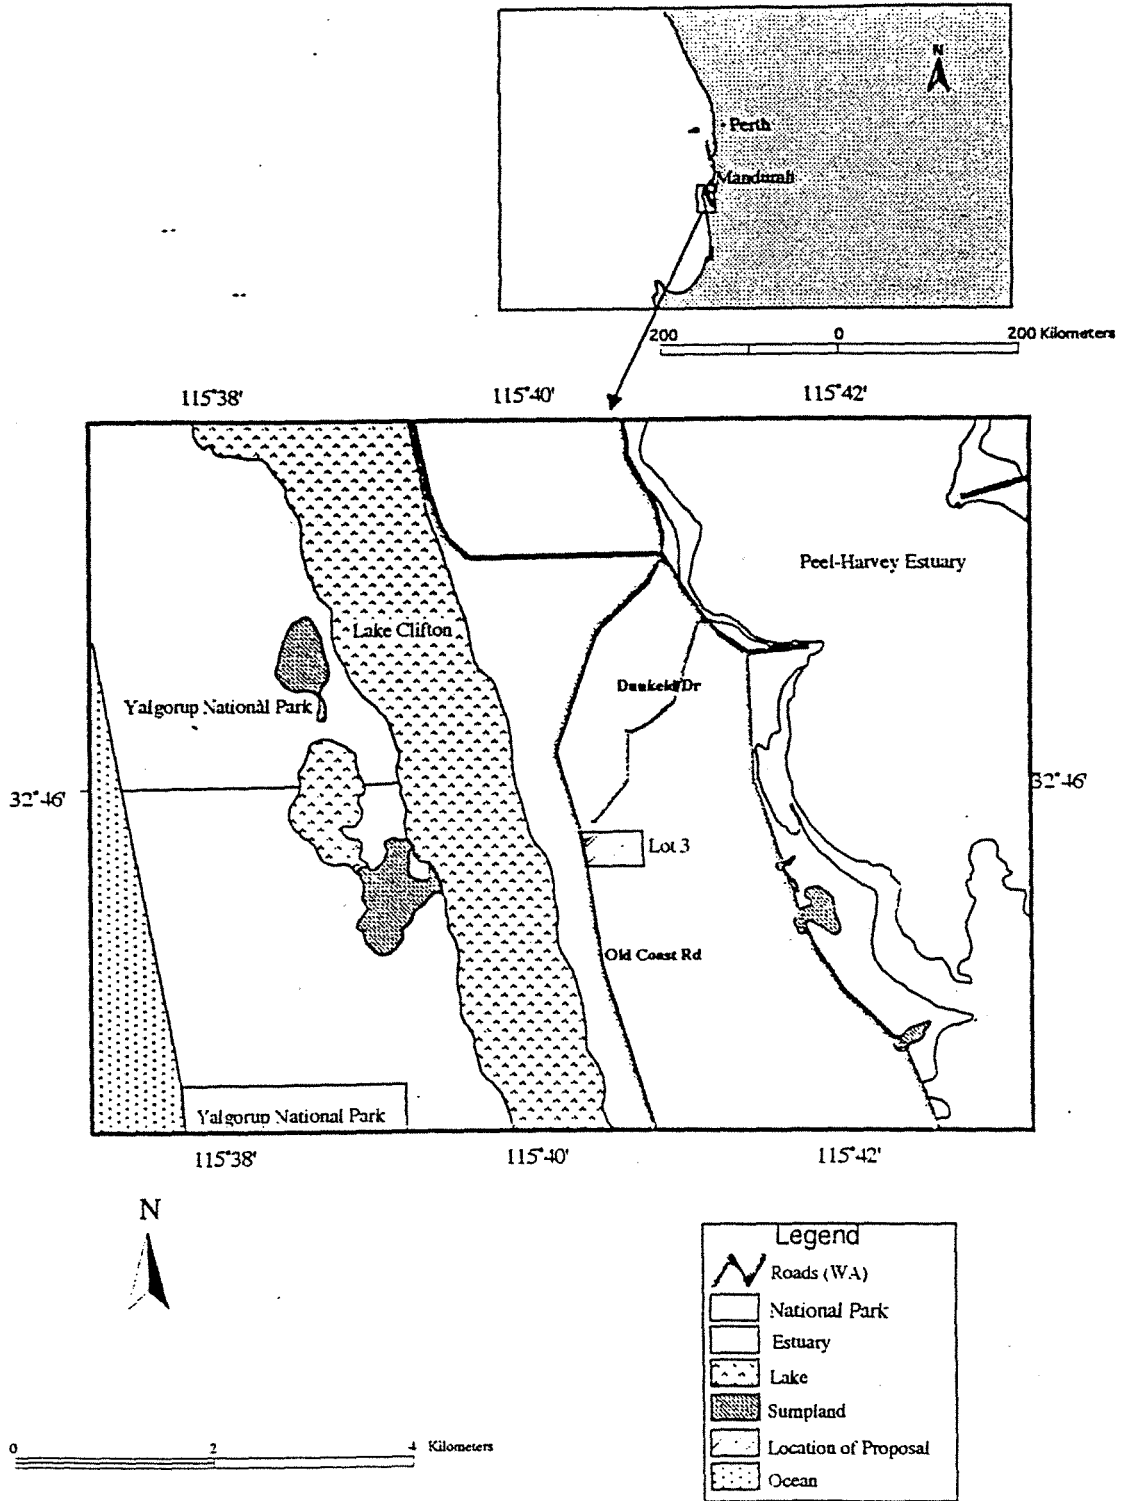 N
Perth
Mandurah
200 0 200 Kilometers
115°38' 115°40' 115°42'
Peel-Harvey Estuary
Lake Clifton
Dunkeld Dr
Yalgorup National Park
32°46' 32°46'
Lot 3
Old Coast Rd
Yalgorup National Park
115°38' 115°40' 115°42'
N
Legend
Roads (WA)
National Park
Estuary
Lake
Sumpland
Location of Proposal
Ocean
0 2 4 Kilometers